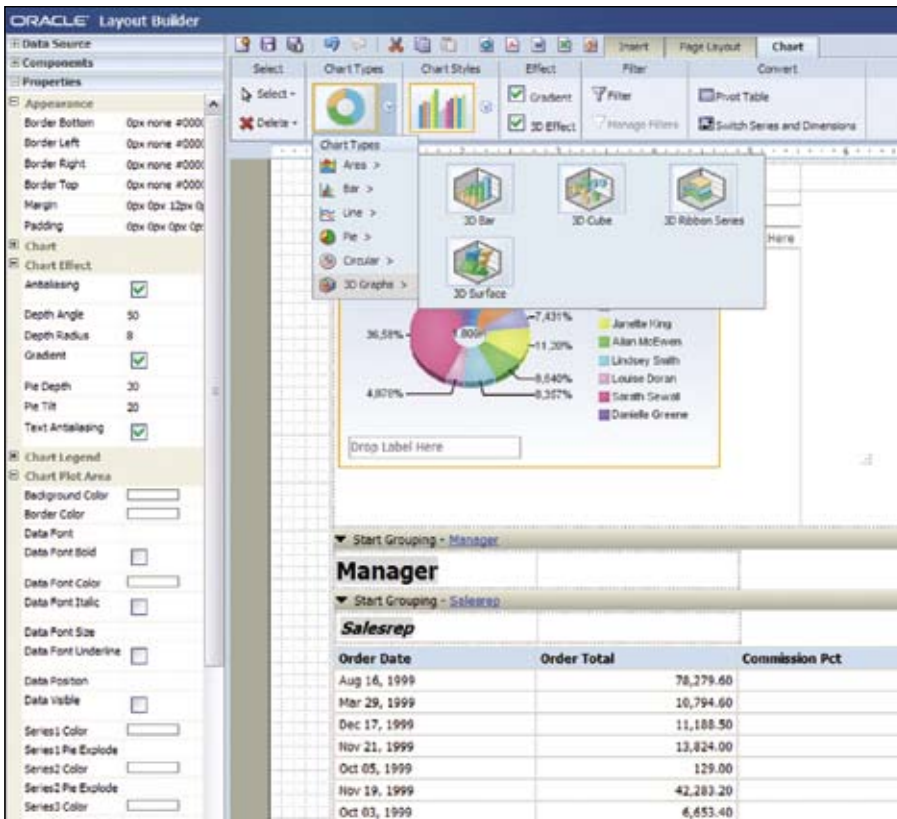 ORACLE Layout Builder
Data Source
Components
Properties
Appearance
Border Bottom 0px none #000
Border Left 0px none #000
Border Right 0px none #000
Border Top 0px none #000
Margin 0px 0px 12px 0
Padding 0px 0px 0px 0p
Chart
Chart Effect
Antialiasing
Depth Angle 50
Depth Radius 8
Gradient
Pie Depth 30
Pie Tilt 20
Text Antialiasing
Chart Legend
Chart Plot Area
Background Color
Border Color
Data Font
Data Font Bold
Data Font Color
Data Font Italic
Data Font Size
Data Font Underline
Data Position
Data Visible
Series1 Color
Series1 Pie Explode
Series2 Color
Series2 Pie Explode
Series3 Color
Insert Page Layout Chart
Select Chart Types Chart Styles Effect Filter Convert
Select
Delete
Gradient
3D Effect
Filter
Manage Filters
Pivot Table
Switch Series and Dimensions
Chart Types
Area >
Bar >
Line >
Pie >
Circular >
3D Graphs >
3D Bar 3D Cube 3D Ribbon Series
3D Surface
Here
7,431%
36,58%
11,20%
8,640%
4,878%
8,357%
Janette King
Allan McEwen
Lindsey Smith
Louise Doran
Sarath Sewall
Danielle Greene
Drop Label Here
Start Grouping - Manager
Manager
Start Grouping - Salesrep
Salesrep
Order Date Order Total Commission Pct
Aug 16, 1999 78,279.60
Mar 29, 1999 10,794.60
Dec 17, 1999 11,188.50
Nov 21, 1999 13,824.00
Oct 05, 1999 129.00
Nov 19, 1999 42,283.20
Oct 03, 1999 6,653.40